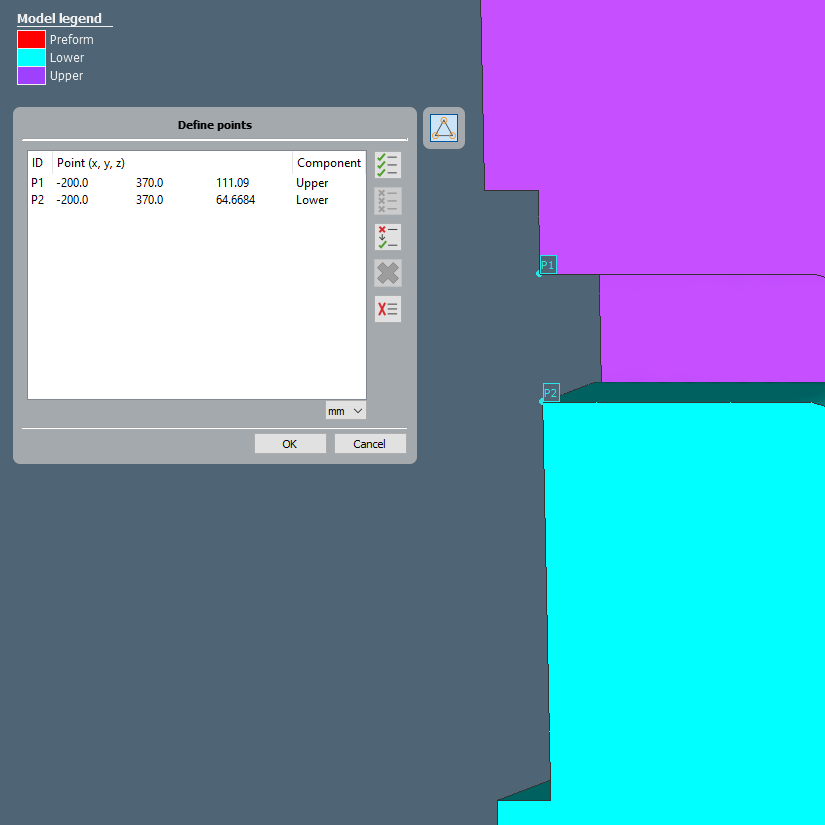 Model legend
Preform
Lower
Upper
Define points
ID Point (x, y, z) Component
P1 -200.0 370.0 111.09 Upper
P2 -200.0 370.0 64.6684 Lower
mm
OK Cancel
P1
P2